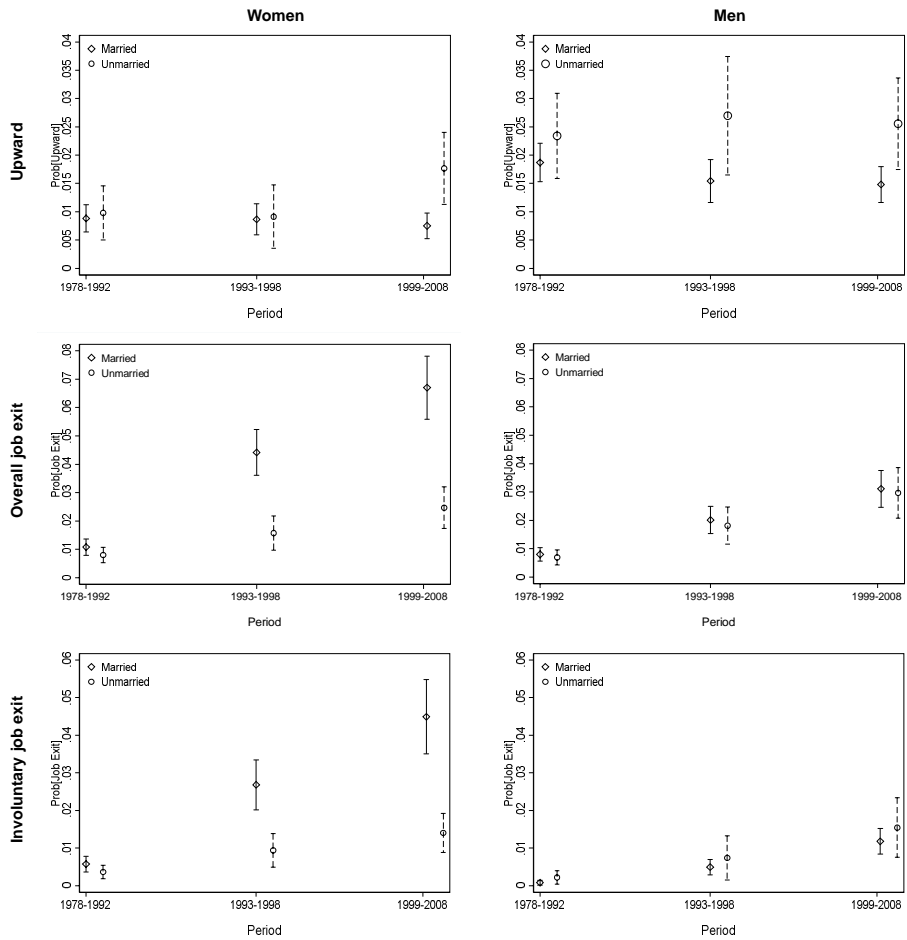 Women
Men
Upward
Prob[Upward]
.04
.035
.03
.025
.02
.015
.01
.005
0
Married
Unmarried
1978-1992
1993-1998
1999-2008
Period
Prob[Upward]
.04
.035
.03
.025
.02
.015
.01
.005
0
Married
Unmarried
1978-1992
1993-1998
1999-2008
Period
Overall job exit
Prob[Job Exit]
.08
.07
.06
.05
.04
.03
.02
.01
0
Married
Unmarried
1978-1992
1993-1998
1999-2008
Period
Prob[Job Exit]
.08
.07
.06
.05
.04
.03
.02
.01
0
Married
Unmarried
1978-1992
1993-1998
1999-2008
Period
Involuntary job exit
Prob[Job Exit]
.06
.05
.04
.03
.02
.01
0
Married
Unmarried
1978-1992
1993-1998
1999-2008
Period
Prob[Job Exit]
.06
.05
.04
.03
.02
.01
0
Married
Unmarried
1978-1992
1993-1998
1999-2008
Period